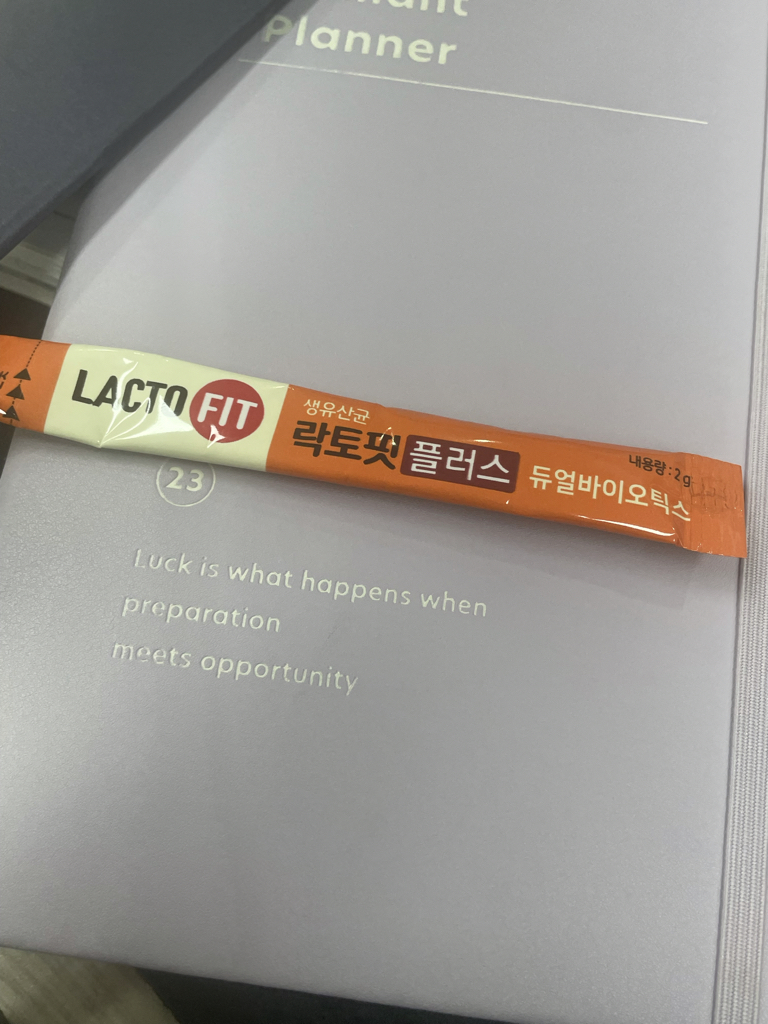 Planner
LACTO FIT
생유산균
락토핏 플러스 듀얼바이오틱스
내용량 : 2 g
23
Luck is what happens when
preparation
meets opportunity